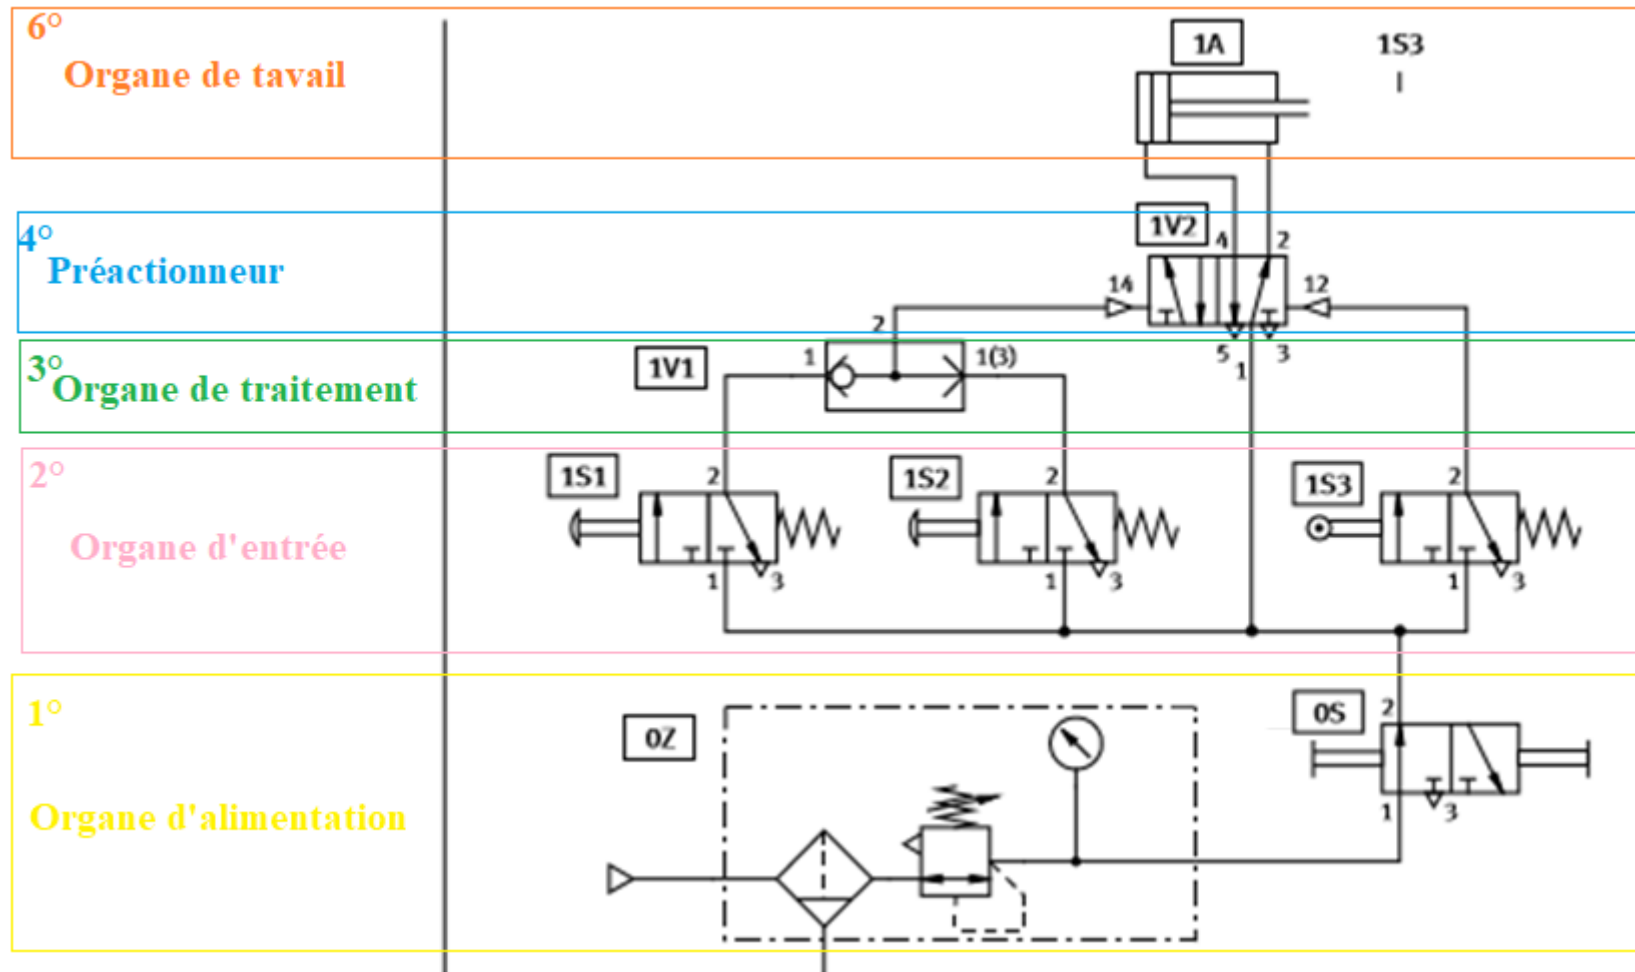 6°
Organe de tavail
1A
1S3
4°
Préactionneur
1V2
4
2
14
12
5
1
3
3°
Organe de traitement
1V1
1
2
1(3)
2°
Organe d'entrée
1S1
2
1
3
1S2
2
1
3
1S3
2
1
3
1°
Organe d'alimentation
0Z
0S
2
1
3